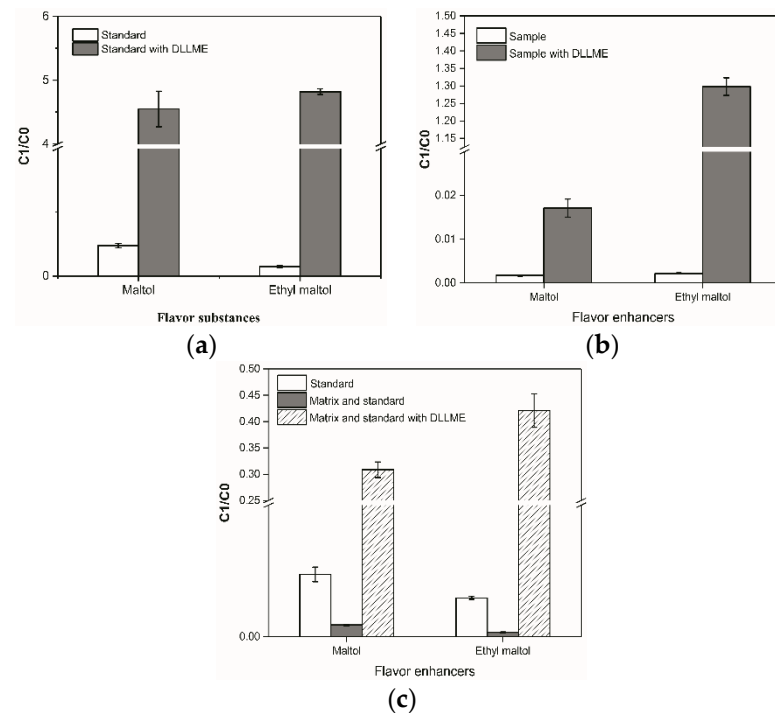 6
Standard
Standard with DLLME
5
4
C1/C0
0
Maltol
Ethyl maltol
Flavor substances
(a)
1.50
Sample
1.45
Sample with DLLME
1.40
1.35
1.30
1.25
1.20
1.15
C1/C0
0.02
0.01
0.00
Maltol
Ethyl maltol
Flavor enhancers
(b)
0.50
Standard
Matrix and standard
0.45
Matrix and standard with DLLME
0.40
0.35
0.30
0.25
C1/C0
0.00
Maltol
Ethyl maltol
Flavor enhancers
(c)